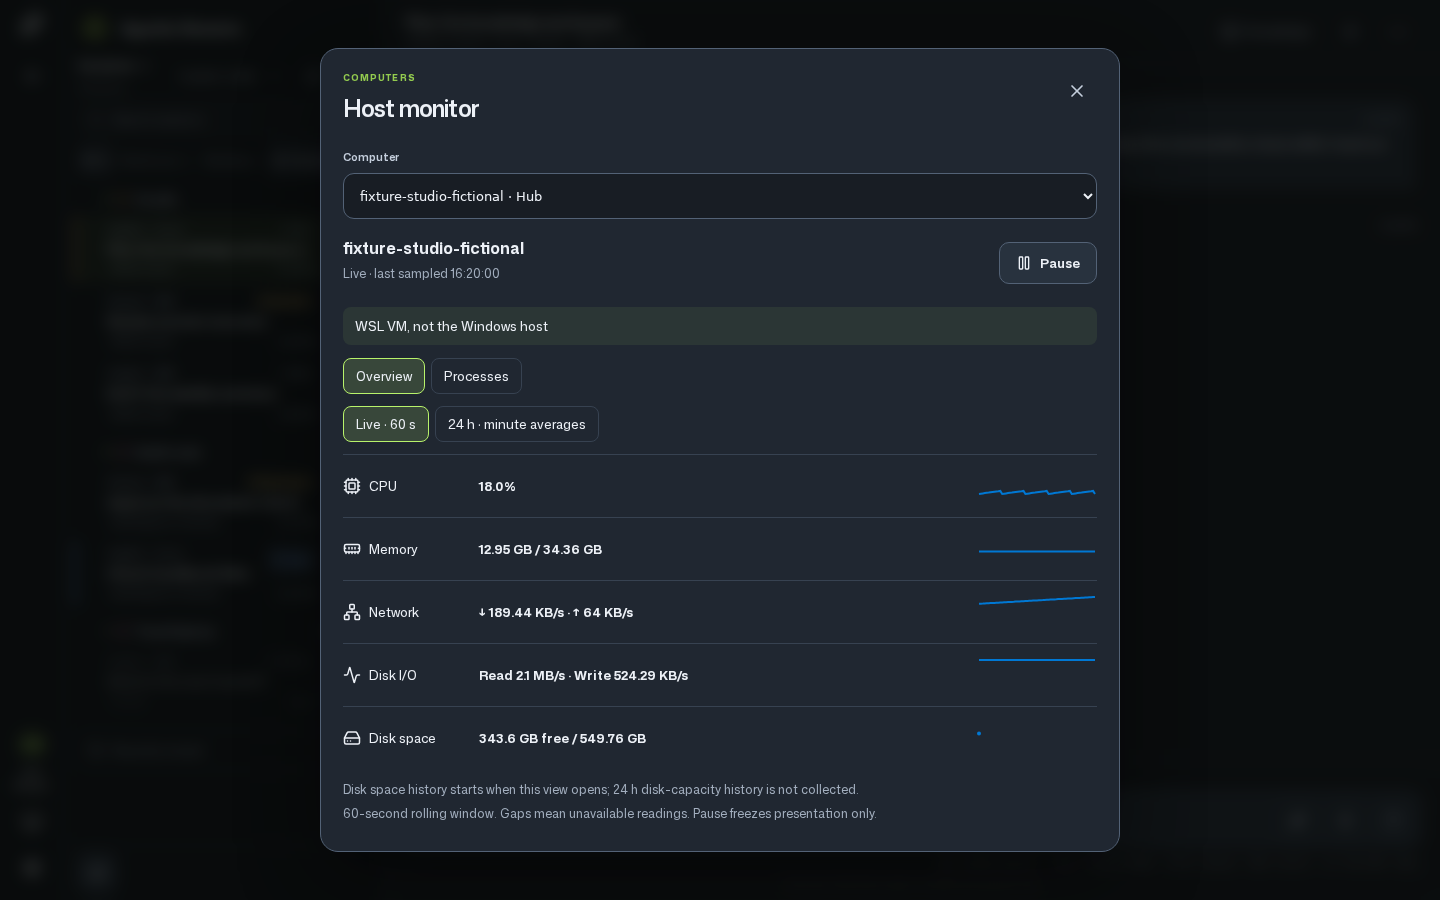 COMPUTERS
Host monitor
Computer
fixture-studio-fictional · Hub
fixture-studio-fictional
Live · last sampled 16:20:00
Pause
WSL VM, not the Windows host
Overview Processes
Live · 60 s 24 h · minute averages
CPU 18.0%
Memory 12.95 GB / 34.36 GB
Network ↓ 189.44 KB/s · ↑ 64 KB/s
Disk I/O Read 2.1 MB/s · Write 524.29 KB/s
Disk space 343.6 GB free / 549.76 GB
Disk space history starts when this view opens; 24 h disk-capacity history is not collected.
60-second rolling window. Gaps mean unavailable readings. Pause freezes presentation only.